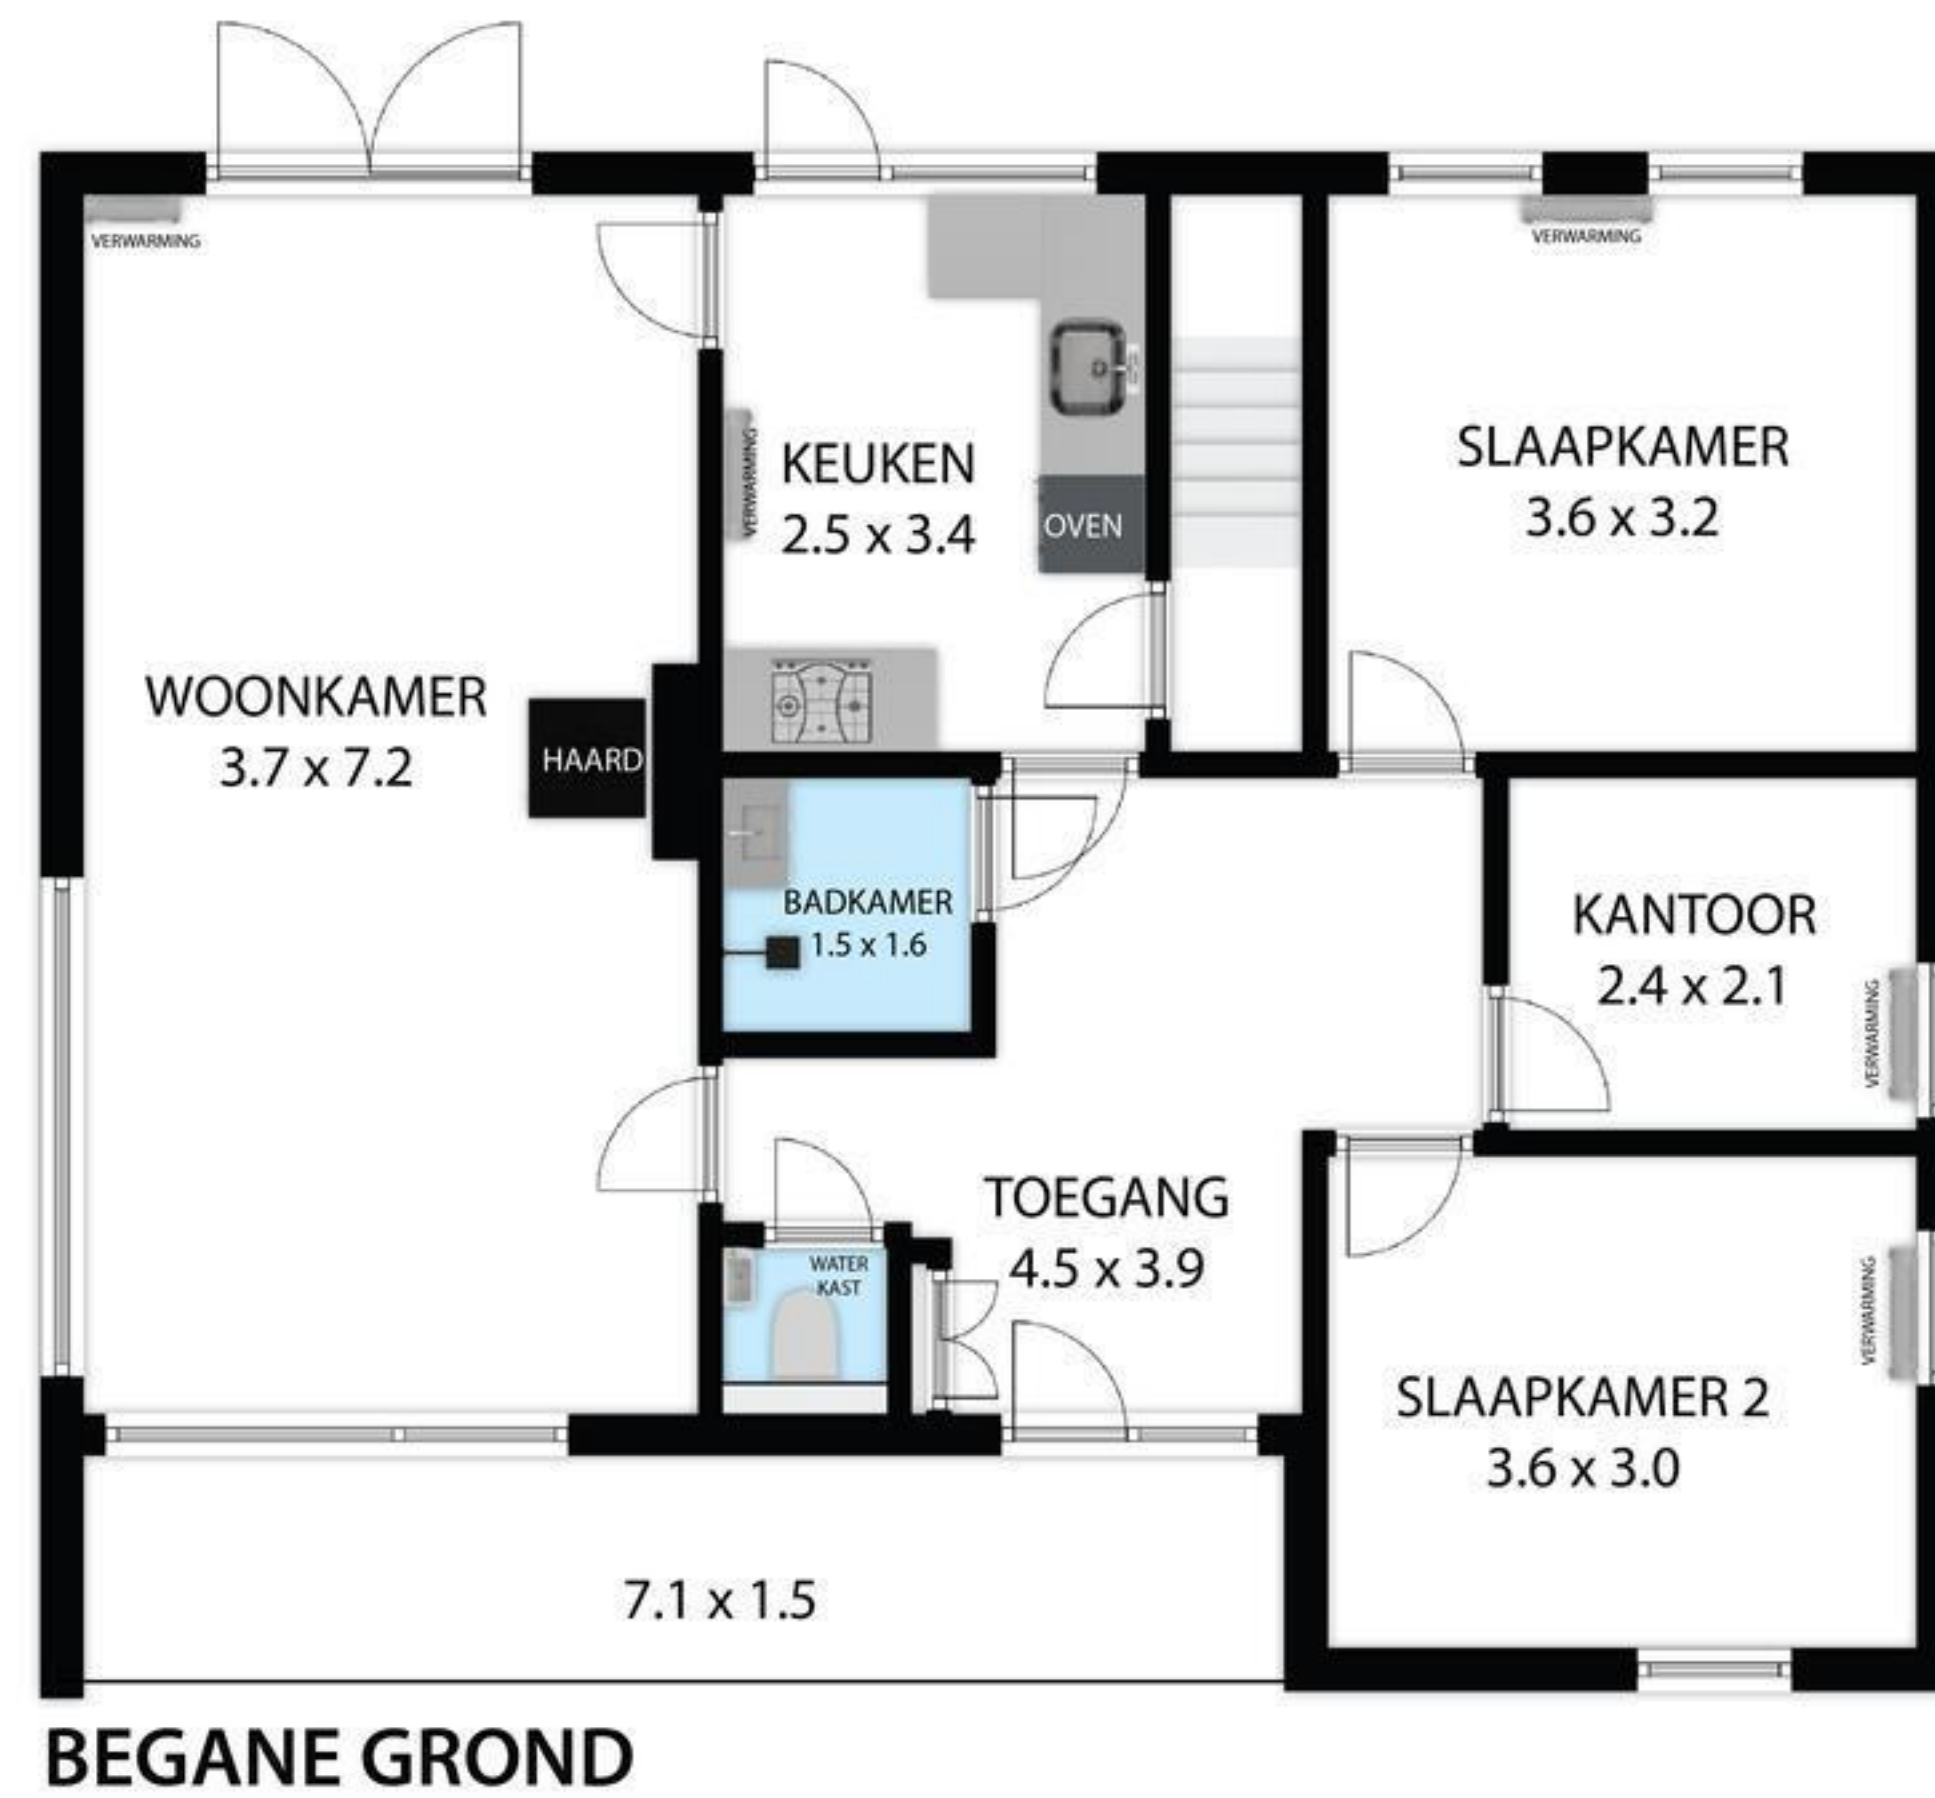 VERWARMING
VERWARMING
VERWARMING
KEUKEN
2.5 x 3.4
OVEN
SLAAPKAMER
3.6 x 3.2
WOONKAMER
3.7 x 7.2
HAARD
BADKAMER
1.5 x 1.6
KANTOOR
2.4 x 2.1
VERWARMING
TOEGANG
4.5 x 3.9
WATER
KAST
VERWARMING
SLAAPKAMER 2
3.6 x 3.0
7.1 x 1.5
BEGANE GROND